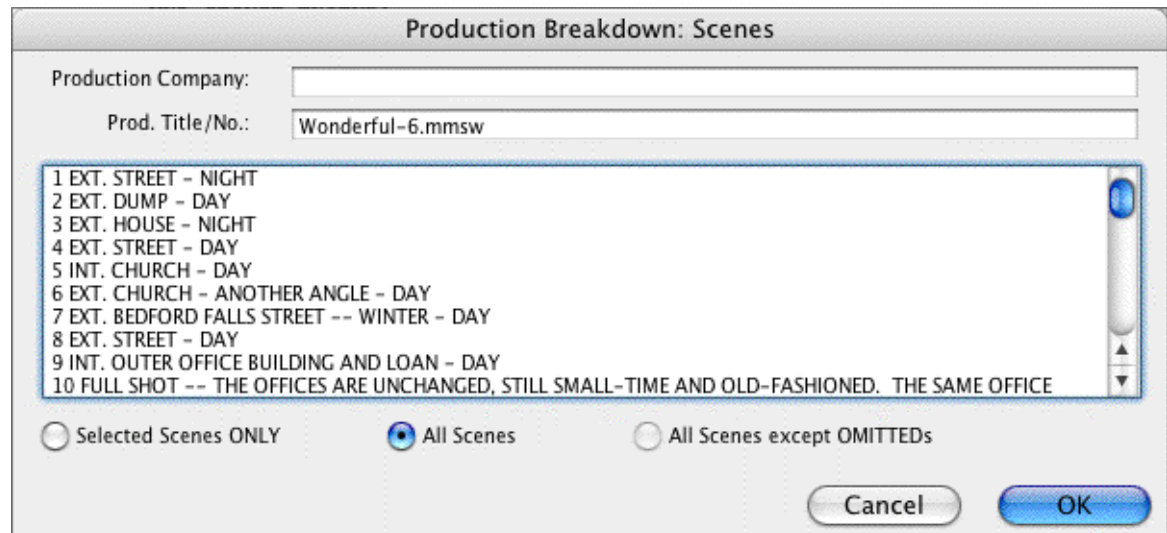 Production Breakdown: Scenes
Production Company:
Prod. Title/No.: Wonderful-6.mmsw
1 EXT. STREET – NIGHT
2 EXT. DUMP – DAY
3 EXT. HOUSE – NIGHT
4 EXT. STREET – DAY
5 INT. CHURCH – DAY
6 EXT. CHURCH – ANOTHER ANGLE – DAY
7 EXT. BEDFORD FALLS STREET -- WINTER – DAY
8 EXT. STREET – DAY
9 INT. OUTER OFFICE BUILDING AND LOAN – DAY
10 FULL SHOT -- THE OFFICES ARE UNCHANGED, STILL SMALL-TIME AND OLD-FASHIONED.  THE SAME OFFICE
Selected Scenes ONLY All Scenes All Scenes except OMITTEDs
Cancel OK